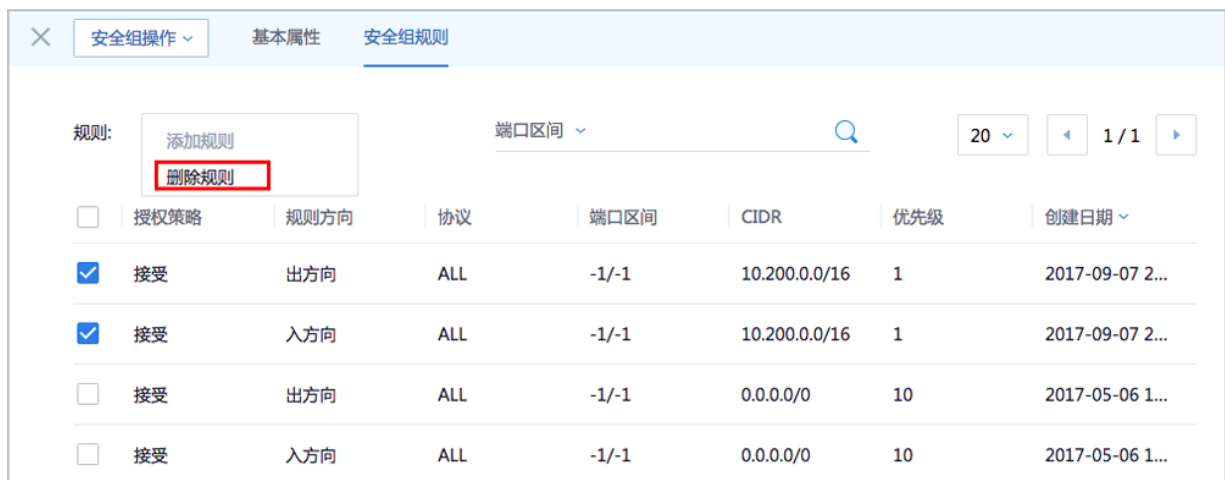 安全组操作 基本属性 安全组规则
规则: 添加规则 端口区间 20 1 / 1
删除规则
授权策略 规则方向 协议 端口区间 CIDR 优先级 创建日期
接受 出方向 ALL -1/-1 10.200.0.0/16 1 2017-09-07 2...
接受 入方向 ALL -1/-1 10.200.0.0/16 1 2017-09-07 2...
接受 出方向 ALL -1/-1 0.0.0.0/0 10 2017-05-06 1...
接受 入方向 ALL -1/-1 0.0.0.0/0 10 2017-05-06 1...